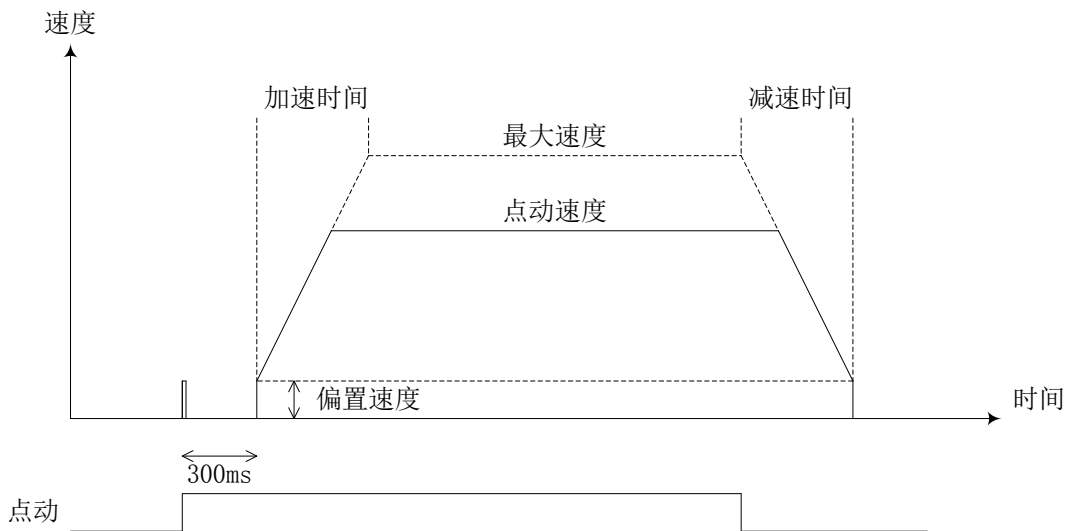 速度
加速时间
减速时间
最大速度
点动速度
偏置速度
时间
300ms
点动